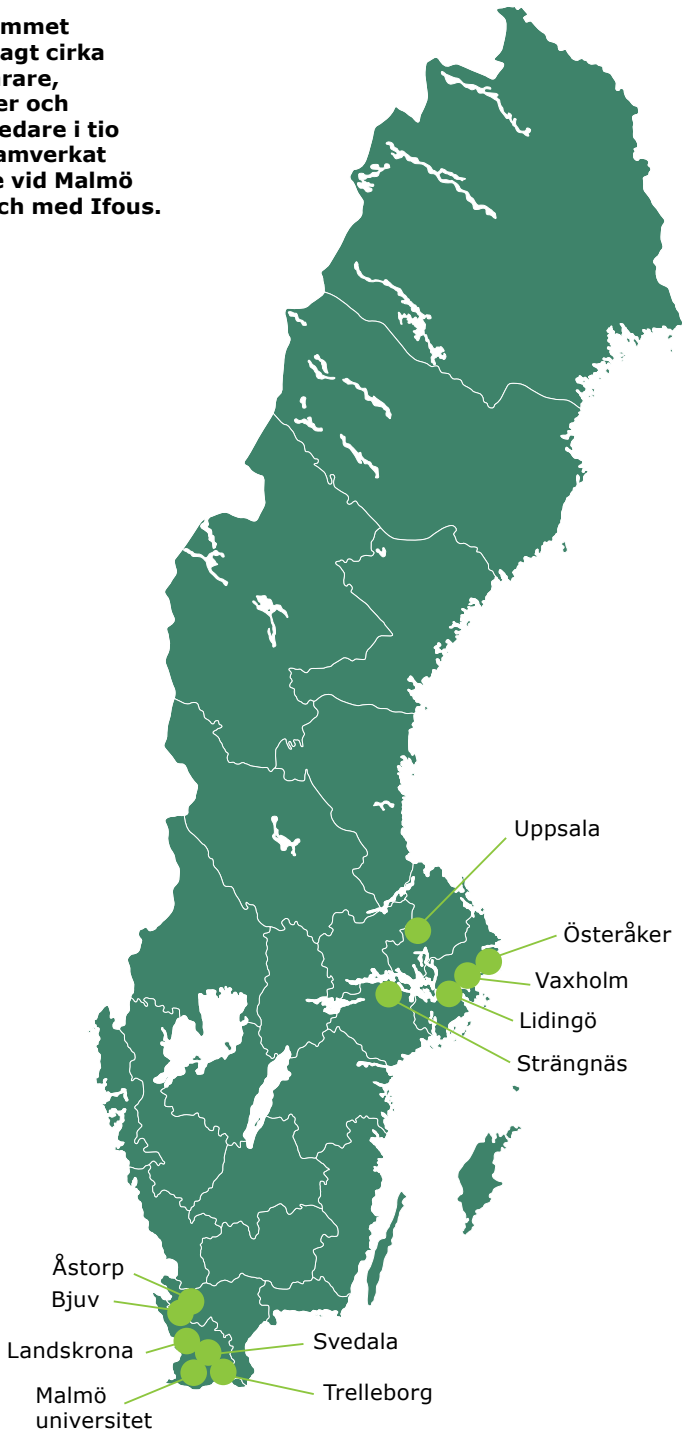 ommet
agt cirka
rare,
er och
edare i tio
amverkat
e vid Malmö
ch med Ifous.
Uppsala
Österåker
Vaxholm
Lidingö
Strängnäs
Åstorp
Bjuv
Landskrona
Svedala
Malmö
universitet
Trelleborg